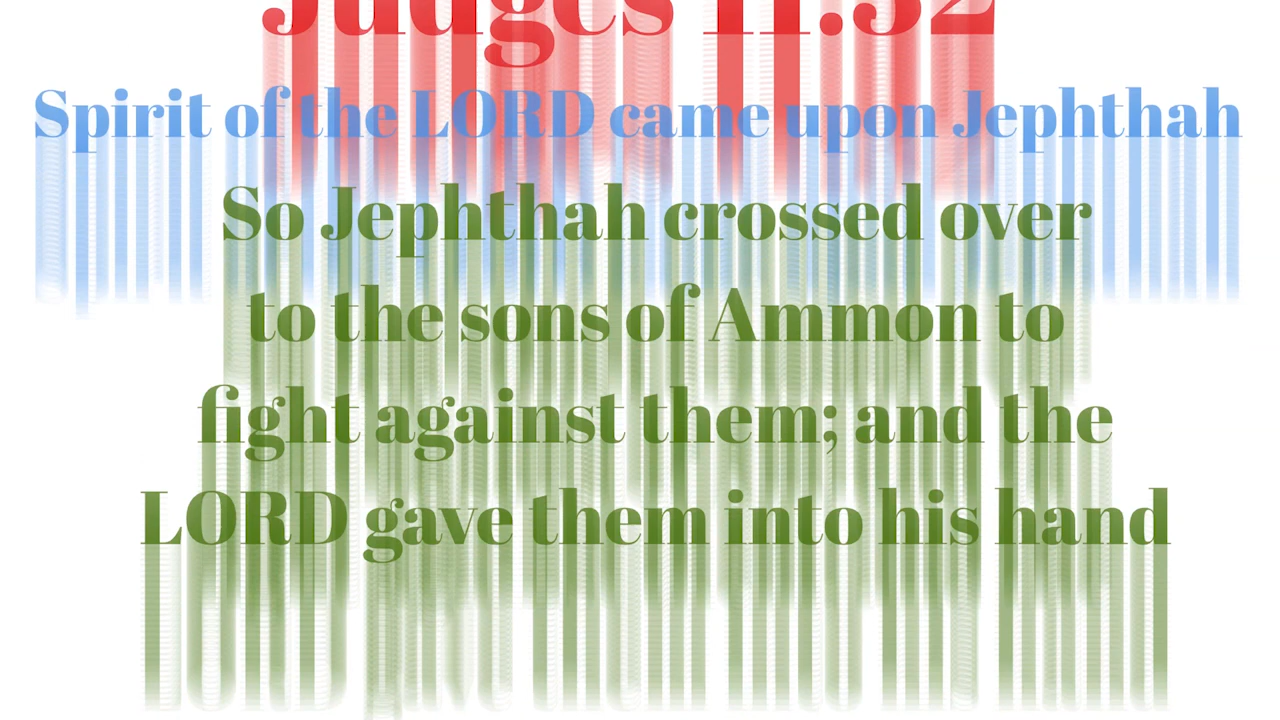 Judges 11:32
Spirit of the LORD came upon Jephthah
So Jephthah crossed over
to the sons of Ammon to
fight against them; and the
LORD gave them into his hand